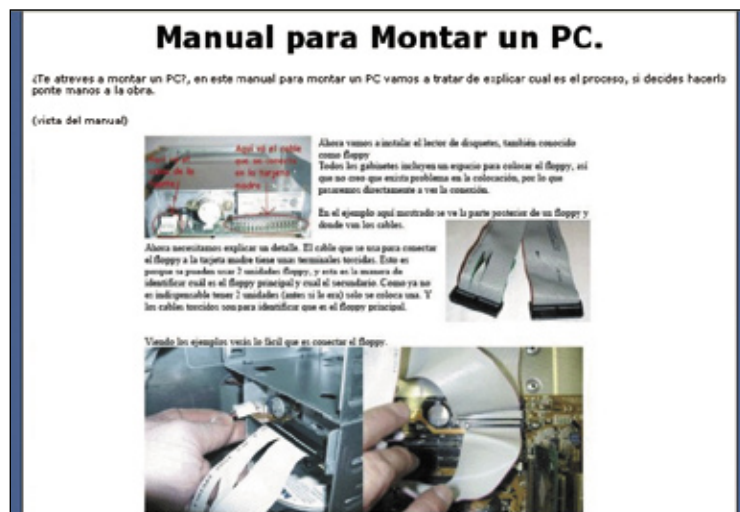 Manual para Montar un PC.
¿Te atreves a montar un PC?, en este manual para montar un PC vamos a tratar de explicar cual es el proceso, si decides hacerlo
ponte manos a la obra.
(vista del manual)
Aquí vá el cable
que se conecta
en la tarjeta
madre
Ahora vamos a instalar el lector de disquetes, también conocido
como floppy
Todos los gabinetes incluyen un espacio para colocar el floppy, así
que no creo que exista problema en la colocación, por lo que
pasaremos directamente a ver la conexión.
En el ejemplo aquí mostrado se ve la parte posterior de un floppy y
donde van los cables.
Ahora necesitamos explicar un detalle. El cable que se usa para conectar
el floppy a la tarjeta madre tiene unas terminales torcidas. Esto es
porque se pueden usar 2 unidades floppy, y esta es la manera de
identificar cuál es el floppy principal y cual el secundario. Como ya no
es indispensable tener 2 unidades (antes si lo era) solo se coloca una. Y
los cables torcidos son para identificar que es el floppy principal.
Viendo los ejemplos verás lo fácil que es conectar el floppy.